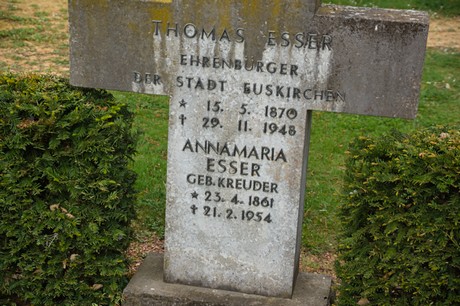 THOMAS ESSER
EHRENBURGER
DER STADT EUSKIRCHEN
* 15. 5. 1870
† 29. 11. 1948
ANNAMARIA
ESSER
GEB. KREUDER
* 23. 4. 1861
† 21. 2. 1954